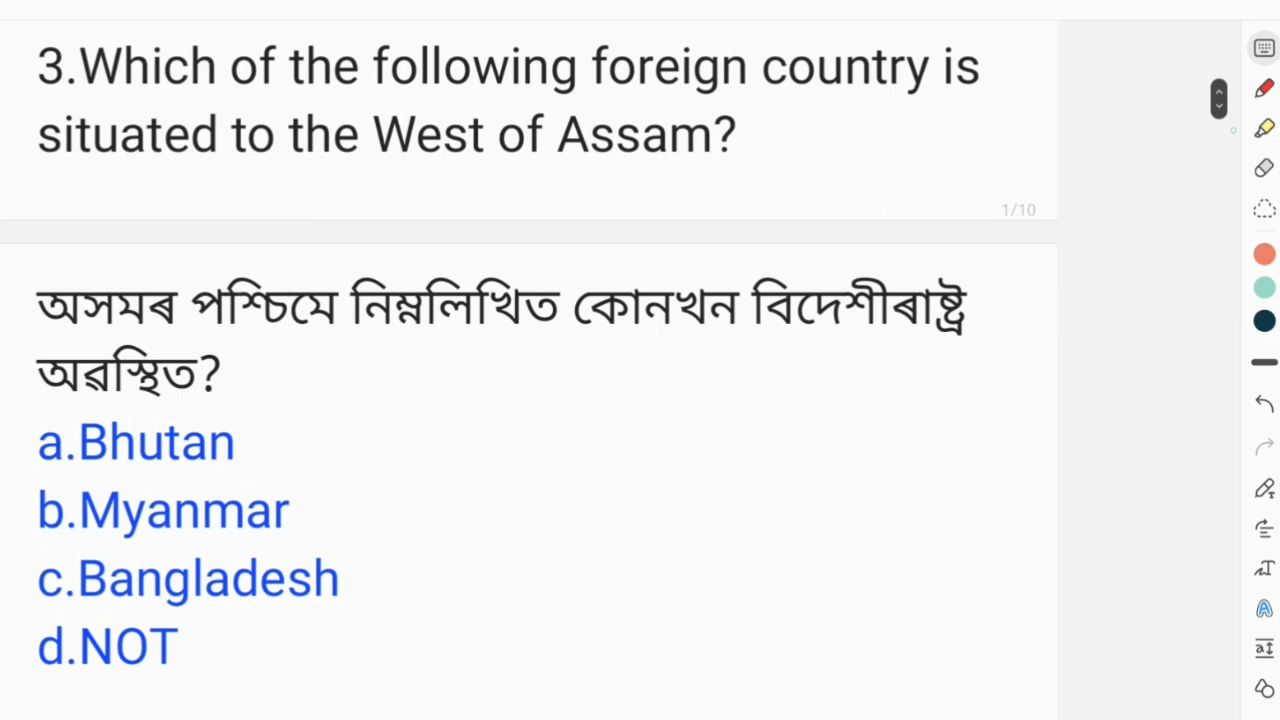 3.Which of the following foreign country is
situated to the West of Assam?
1/10
অসমৰ পশ্চিমে নিম্নলিখিত কোনখন বিদেশীৰাষ্ট্ৰ
অৱস্থিত?
a.Bhutan
b.Myanmar
c.Bangladesh
d.NOT